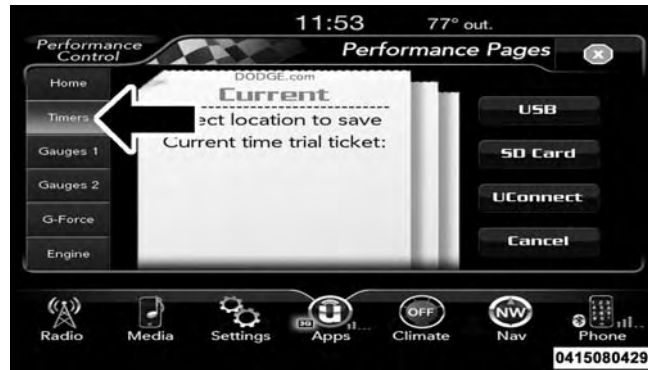 11:53 77° out.
Performance Control
Performance Pages
Home
Timers
Gauges 1
Gauges 2
G-Force
Engine
DODGE.com
Current
ect location to save
Current time trial ticket:
USB
SD Card
UConnect
Cancel
3G
OFF
NW
Radio Media Settings Apps Climate Nav Phone
0415080429